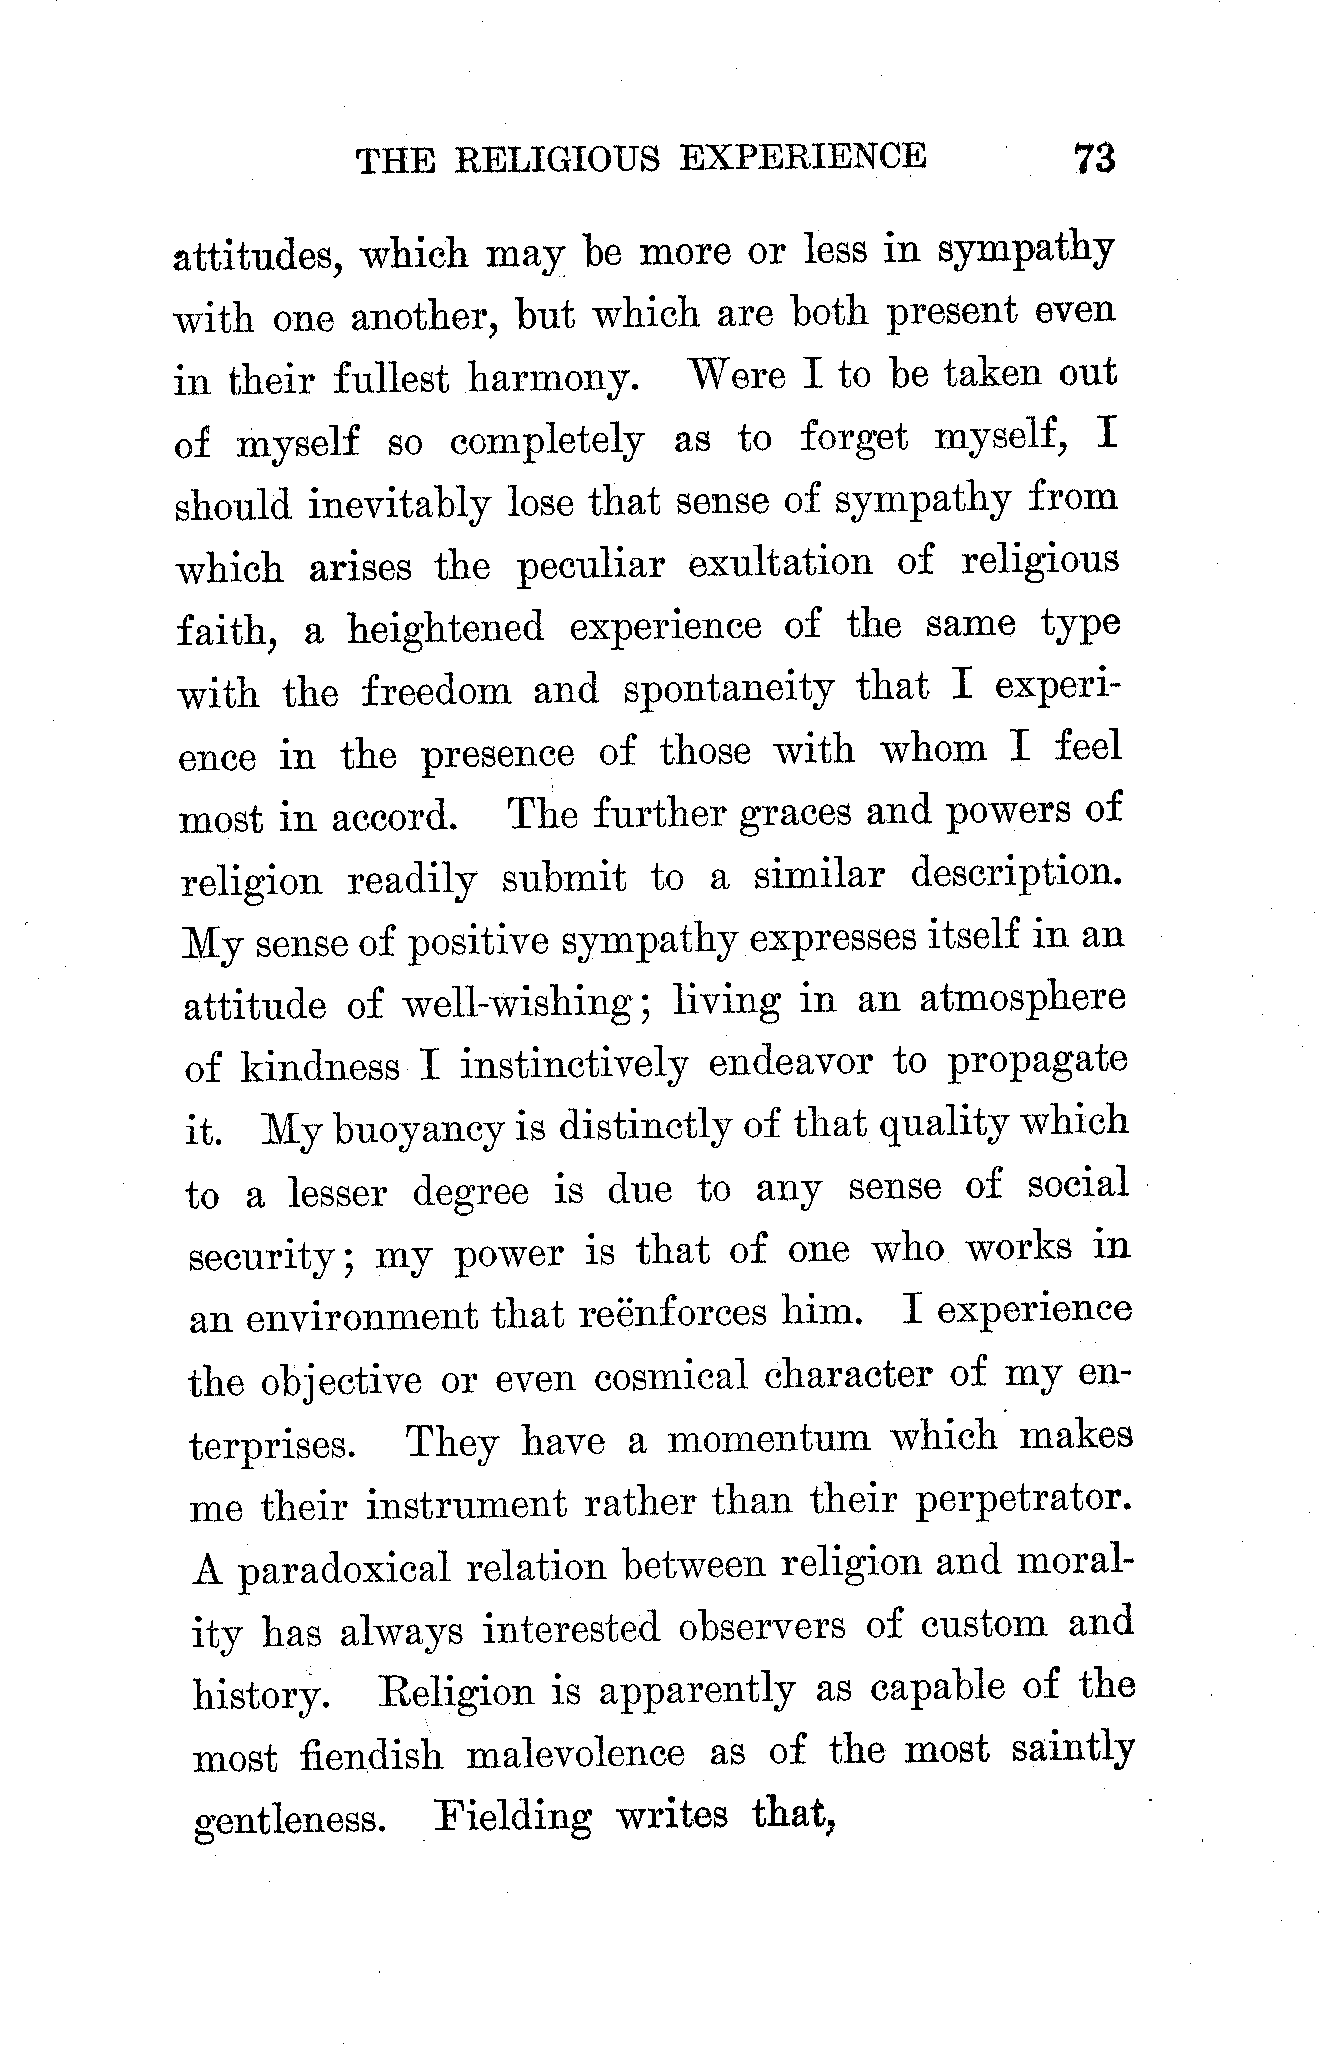 THE RELIGIOUS EXPERIENCE 73
attitudes, which may be more or less in sympathy
with one another, but which are both present even
in their fullest harmony. Were I to be taken out
of myself so completely as to forget myself, I
should inevitably lose that sense of sympathy from
which arises the peculiar exultation of religious
faith, a heightened experience of the same type
with the freedom and spontaneity that I experi-
ence in the presence of those with whom I feel
most in accord. The further graces and powers of
religion readily submit to a similar description.
My sense of positive sympathy expresses itself in an
attitude of well-wishing; living in an atmosphere
of kindness I instinctively endeavor to propagate
it. My buoyancy is distinctly of that quality which
to a lesser degree is due to any sense of social
security; my power is that of one who works in
an environment that reënforces him. I experience
the objective or even cosmical character of my en-
terprises. They have a momentum which makes
me their instrument rather than their perpetrator.
A paradoxical relation between religion and moral-
ity has always interested observers of custom and
history. Religion is apparently as capable of the
most fiendish malevolence as of the most saintly
gentleness. Fielding writes that,